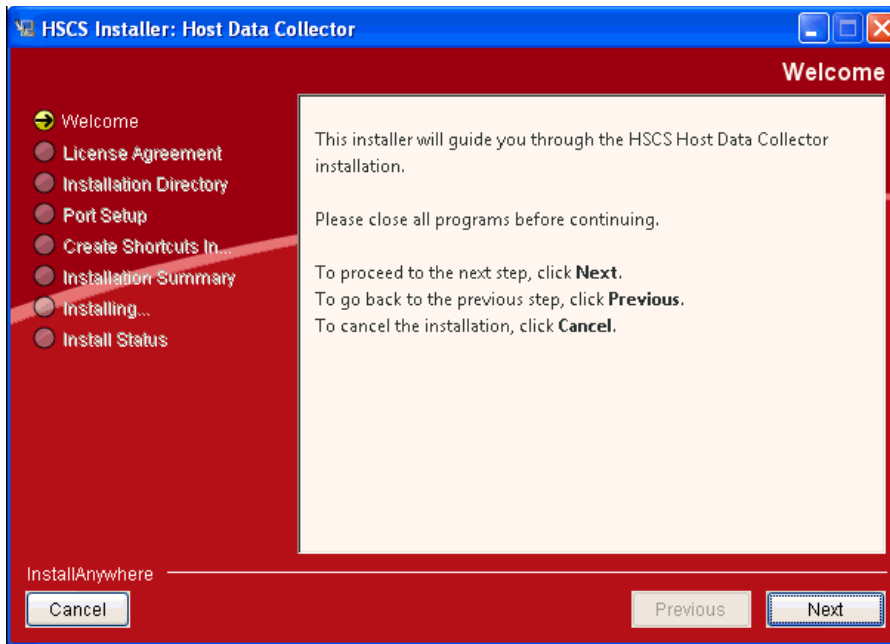 HSCS Installer: Host Data Collector
Welcome
Welcome
License Agreement
Installation Directory
Port Setup
Create Shortcuts In...
Installation Summary
Installing...
Install Status
This installer will guide you through the HSCS Host Data Collector
installation.
Please close all programs before continuing.
To proceed to the next step, click Next.
To go back to the previous step, click Previous.
To cancel the installation, click Cancel.
InstallAnywhere
Cancel
Previous
Next